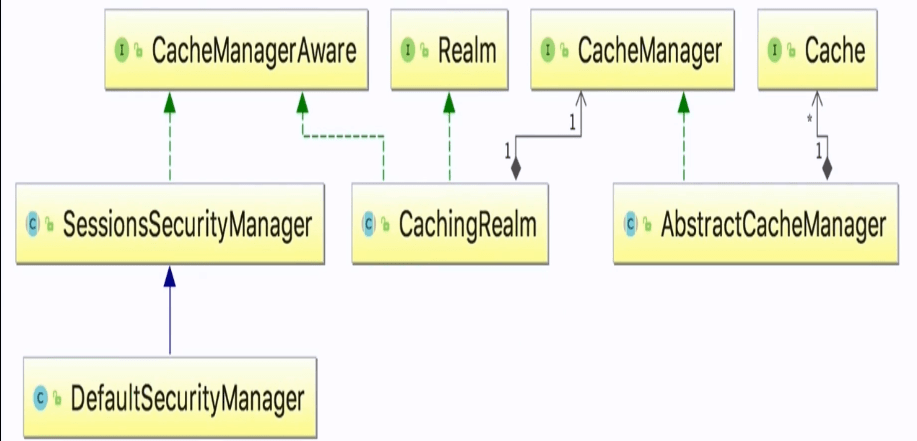 I CacheManagerAware
I Realm
I CacheManager
I Cache
1
*
1
1
C SessionsSecurityManager
C CachingRealm
C AbstractCacheManager
C DefaultSecurityManager